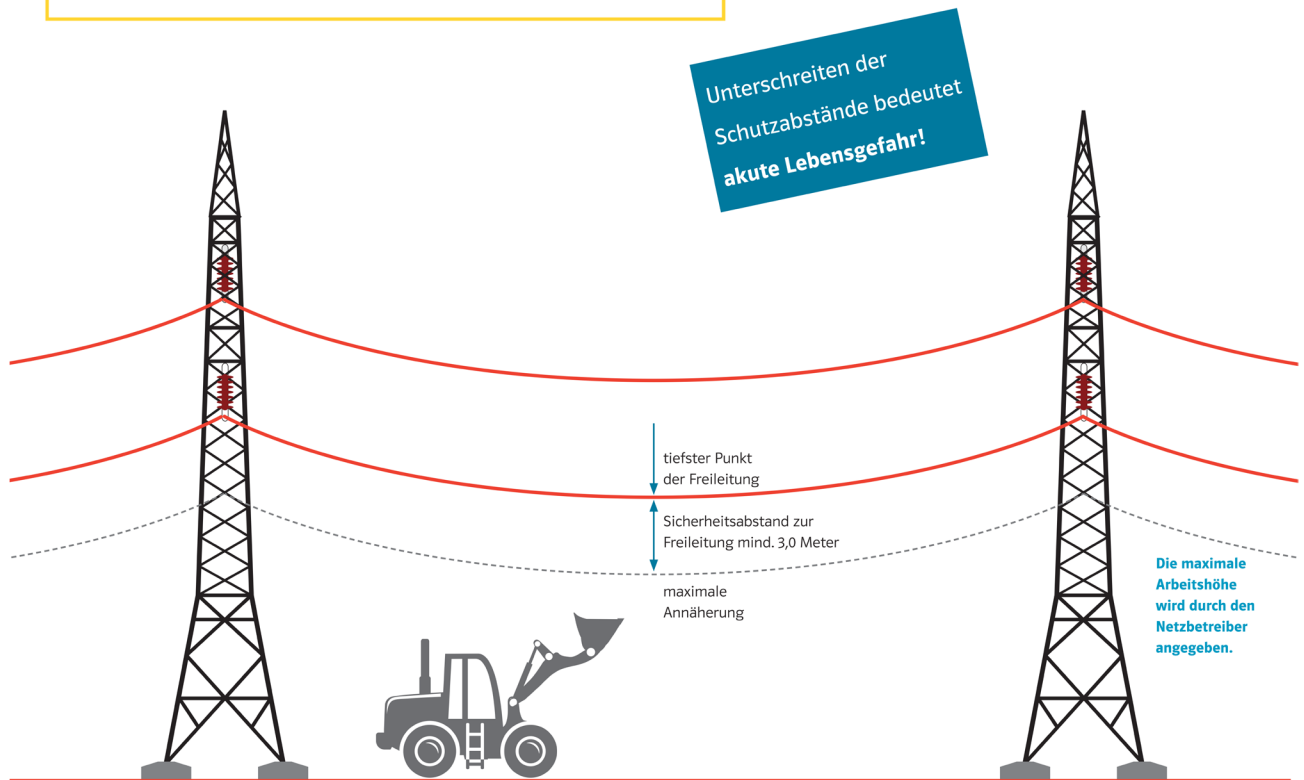 Unterschreiten der
Schutzabstände bedeutet
akute Lebensgefahr!
tiefster Punkt
der Freileitung
Sicherheitsabstand zur
Freileitung mind. 3,0 Meter
maximale
Annäherung
Die maximale
Arbeitshöhe
wird durch den
Netzbetreiber
angegeben.